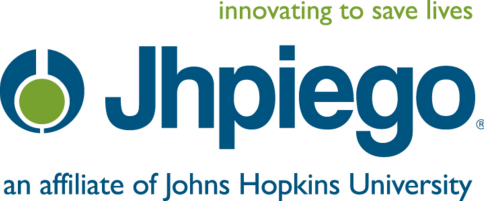 innovating to save lives
Jhpiego®
an affiliate of Johns Hopkins University